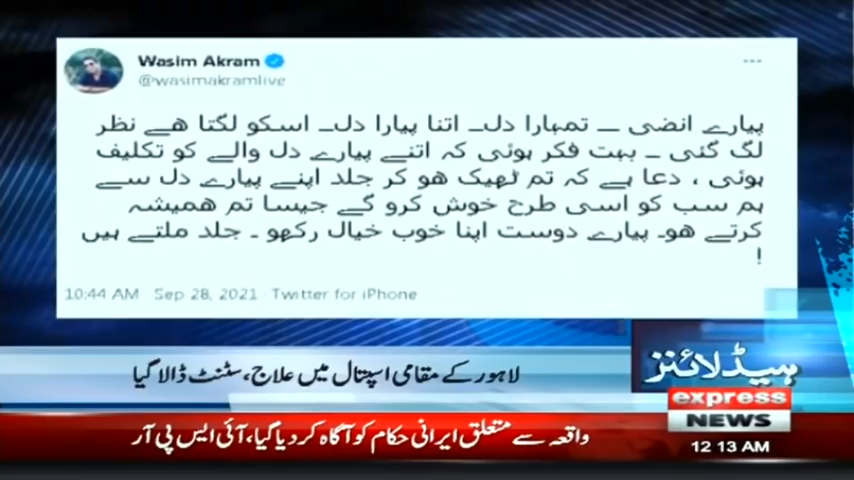 Wasim Akram
@wasimakramlive
پیارے انضی ــ تمہارا دل۔ اتنا پیارا دل۔ اسکو لگتا ھے نظر
لگ گئی ۔ بہت فکر ہوئی کہ اتنے پیارے دل والے کو تکلیف
ہوئی ، دعا ہے کہ تم ٹھیک ھو کر جلد اپنے پیارے دل سے
ہم سب کو اسی طرح خوش کرو گے جیسا تم ھمیشہ
کرتے ھو۔ پیارے دوست اپنا خوب خیال رکھو ۔ جلد ملتے ہیں
!
10:44 AM Sep 28, 2021 Twitter for iPhone
لاہور کے مقامی اسپتال میں علاج، سٹنٹ ڈالا گیا
ہیڈلائنز
express
NEWS
واقعہ سے متعلق ایرانی حکام کو آگاہ کر دیا گیا، آئی ایس پی آر
12:13 AM